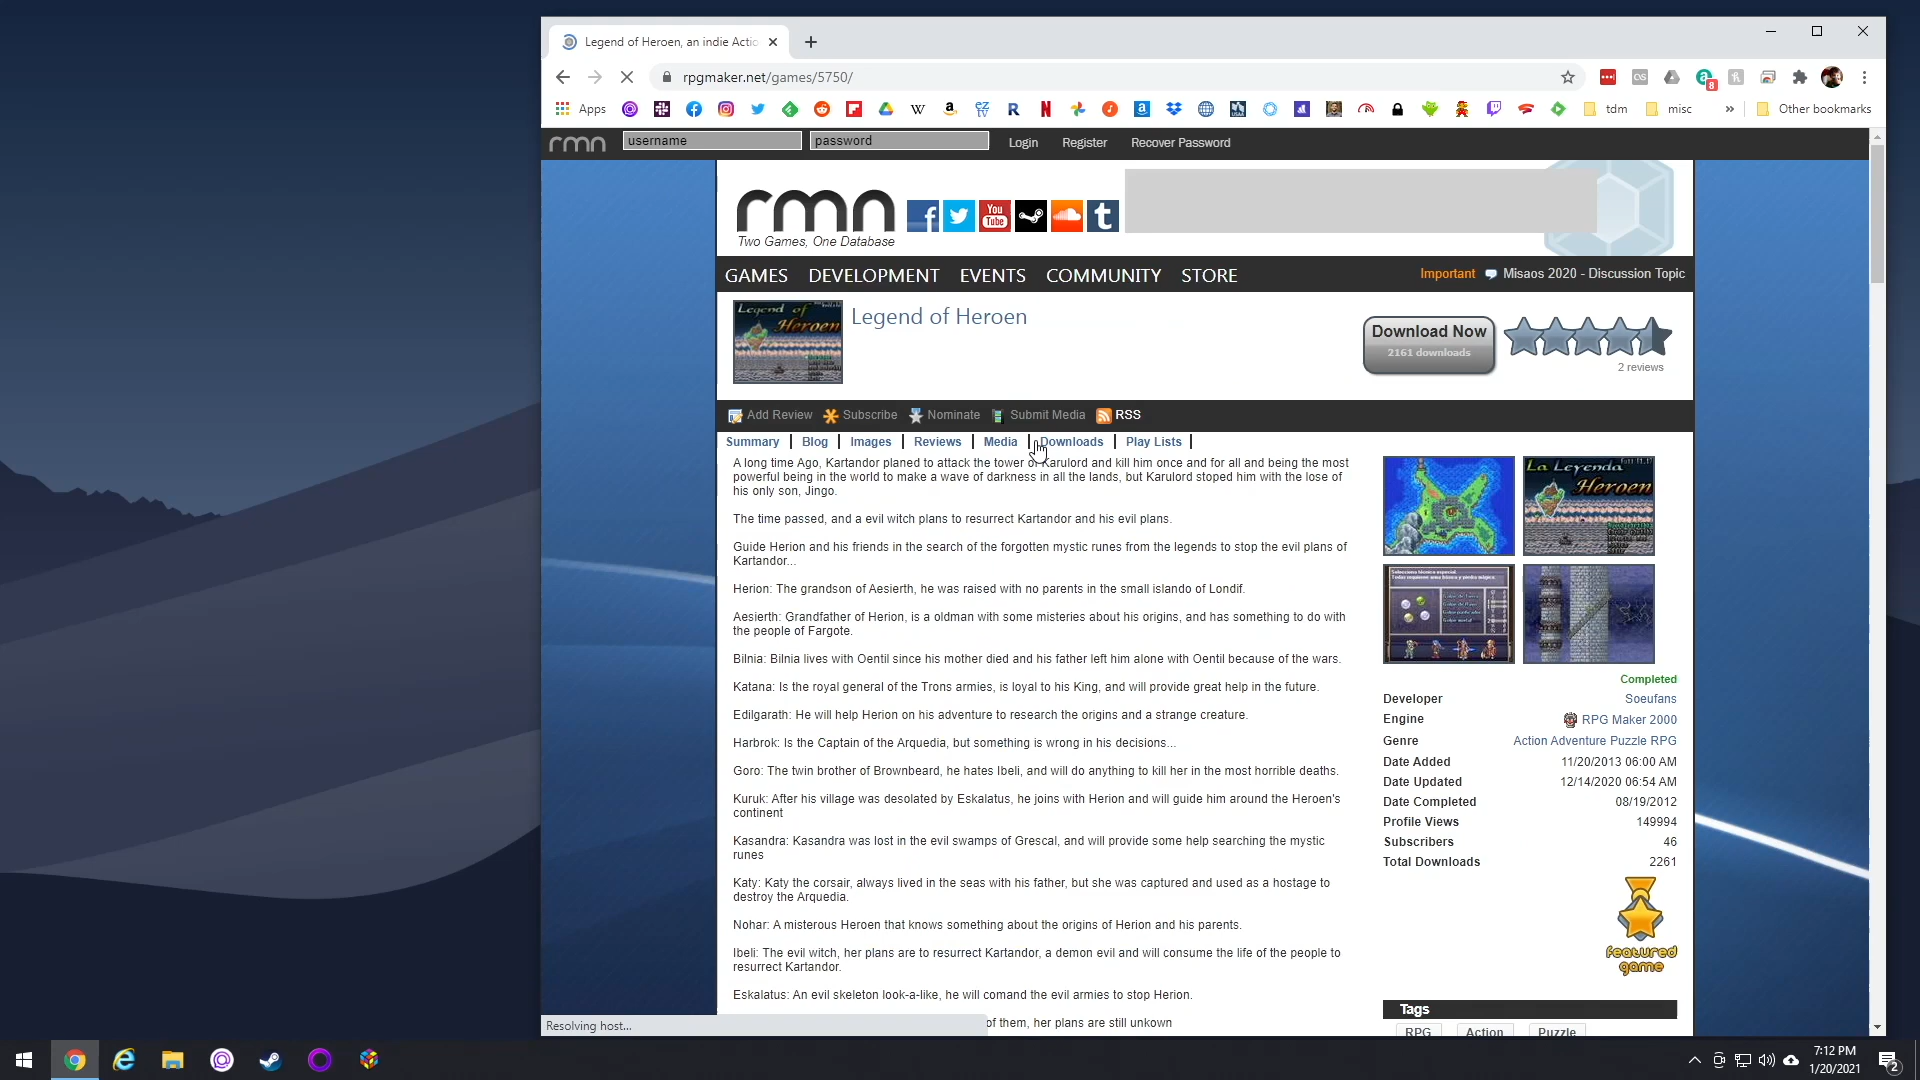 Legend of Heroen, an indie Actio
rpgmaker.net/games/5750/
8
Apps
tdm
misc
»
Other bookmarks
rmn
username
password
Login
Register
Recover Password
rmn
Two Games, One Database
You
Tube
GAMES
DEVELOPMENT
EVENTS
COMMUNITY
STORE
Important
Misaos 2020 - Discussion Topic
Legend of
Heroen
Legend of Heroen
Download Now
2161 downloads
2 reviews
Add Review
Subscribe
Nominate
Submit Media
RSS
Summary
Blog
Images
Reviews
Media
Downloads
Play Lists
A long time Ago, Kartandor planed to attack the tower of Karulord and kill him once and for all and being the most
powerful being in the world to make a wave of darkness in all the lands, but Karulord stoped him with the lose of
his only son, Jingo.
The time passed, and a evil witch plans to resurrect Kartandor and his evil plans.
Guide Herion and his friends in the search of the forgotten mystic runes from the legends to stop the evil plans of
Kartandor...
Herion: The grandson of Aesierth, he was raised with no parents in the small islando of Londif.
Aesierth: Grandfather of Herion, is a oldman with some misteries about his origins, and has something to do with
the people of Fargote.
Bilnia: Bilnia lives with Oentil since his mother died and his father left him alone with Oentil because of the wars.
Katana: Is the royal general of the Trons armies, is loyal to his King, and will provide great help in the future.
Edilgarath: He will help Herion on his adventure to research the origins and a strange creature.
Harbrok: Is the Captain of the Arquedia, but something is wrong in his decisions...
Goro: The twin brother of Brownbeard, he hates Ibeli, and will do anything to kill her in the most horrible deaths.
Kuruk: After his village was desolated by Eskalatus, he joins with Herion and will guide him around the Heroen's
continent
Kasandra: Kasandra was lost in the evil swamps of Grescal, and will provide some help searching the mystic
runes
Katy: Katy the corsair, always lived in the seas with his father, but she was captured and used as a hostage to
destroy the Arquedia.
Nohar: A misterous Heroen that knows something about the origins of Herion and his parents.
Ibeli: The evil witch, her plans are to resurrect Kartandor, a demon evil and will consume the life of the people to
resurrect Kartandor.
Eskalatus: An evil skeleton look-a-like, he will comand the evil armies to stop Herion.
of them, her plans are still unkown
La Leyenda
Heroen
Completed
Developer
Soeufans
Engine
RPG Maker 2000
Genre
Action Adventure Puzzle RPG
Date Added
11/20/2013 06:00 AM
Date Updated
12/14/2020 06:54 AM
Date Completed
08/19/2012
Profile Views
149994
Subscribers
46
Total Downloads
2261
featured
game
Tags
RPG
Action
Puzzle
Resolving host...
7:12 PM
1/20/2021
2